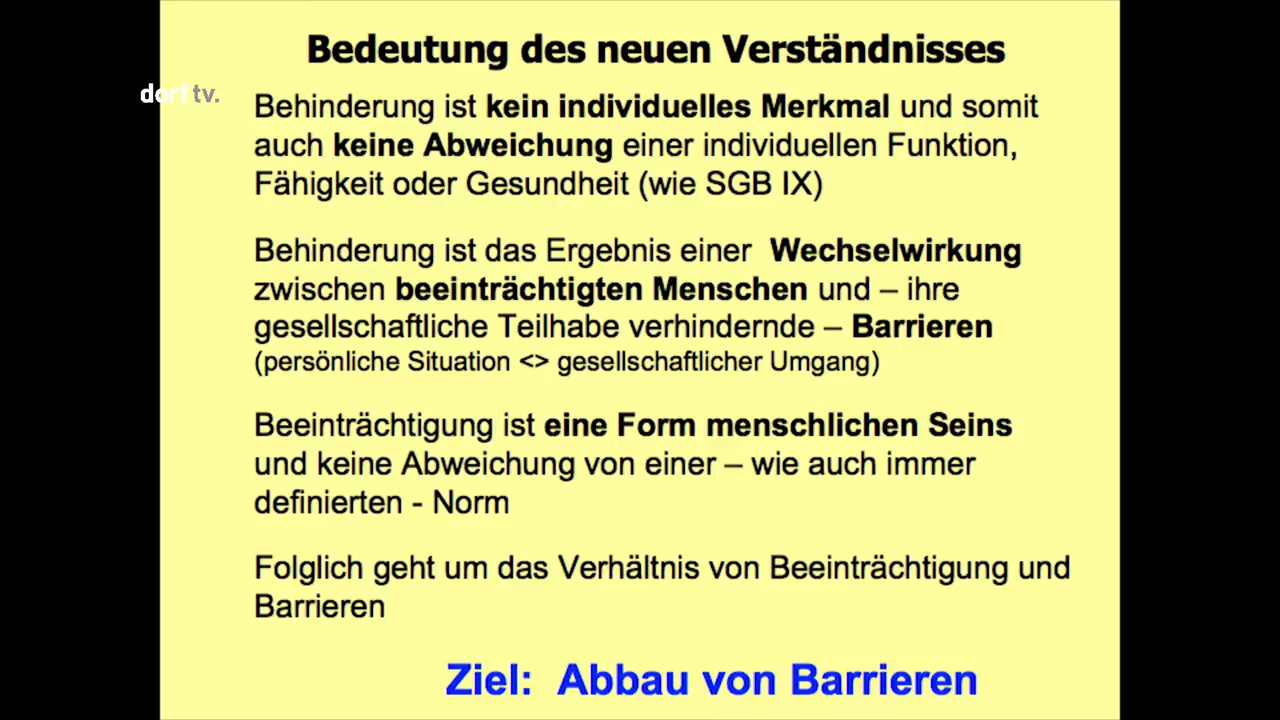 Bedeutung des neuen Verständnisses
dorf tv.
Behinderung ist kein individuelles Merkmal und somit
auch keine Abweichung einer individuellen Funktion,
Fähigkeit oder Gesundheit (wie SGB IX)
Behinderung ist das Ergebnis einer  Wechselwirkung
zwischen beeinträchtigten Menschen und – ihre
gesellschaftliche Teilhabe verhindernde – Barrieren
(persönliche Situation <> gesellschaftlicher Umgang)
Beeinträchtigung ist eine Form menschlichen Seins
und keine Abweichung von einer – wie auch immer
definierten - Norm
Folglich geht um das Verhältnis von Beeinträchtigung und
Barrieren
Ziel:  Abbau von Barrieren